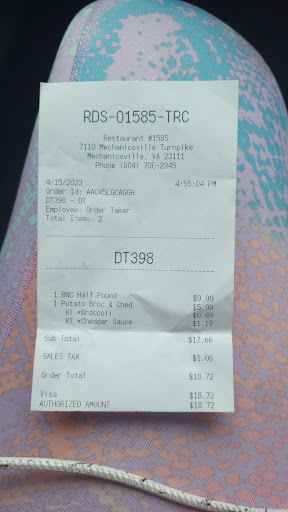 RDS-01585-TRC
Restaurant #1585
7110 Mechanicsville Turnpike
Mechanicsville, VA 23111
Phone (804) 730-2345
4/15/2023 4:55:04 PM
Order Id: AACX5LGCAGGH
DT398 - DT
Employee: Order Taker
Total Items: 2
DT398
1 BNC Half Pound $9.99
1 Potato Broc & Ched $5.99
XT *Broccoli $0.49
XT *Cheddar Sauce $1.19
Sub Total $17.66
SALES TAX $1.06
Order Total $18.72
Visa $18.72
AUTHORIZED AMOUNT $18.72